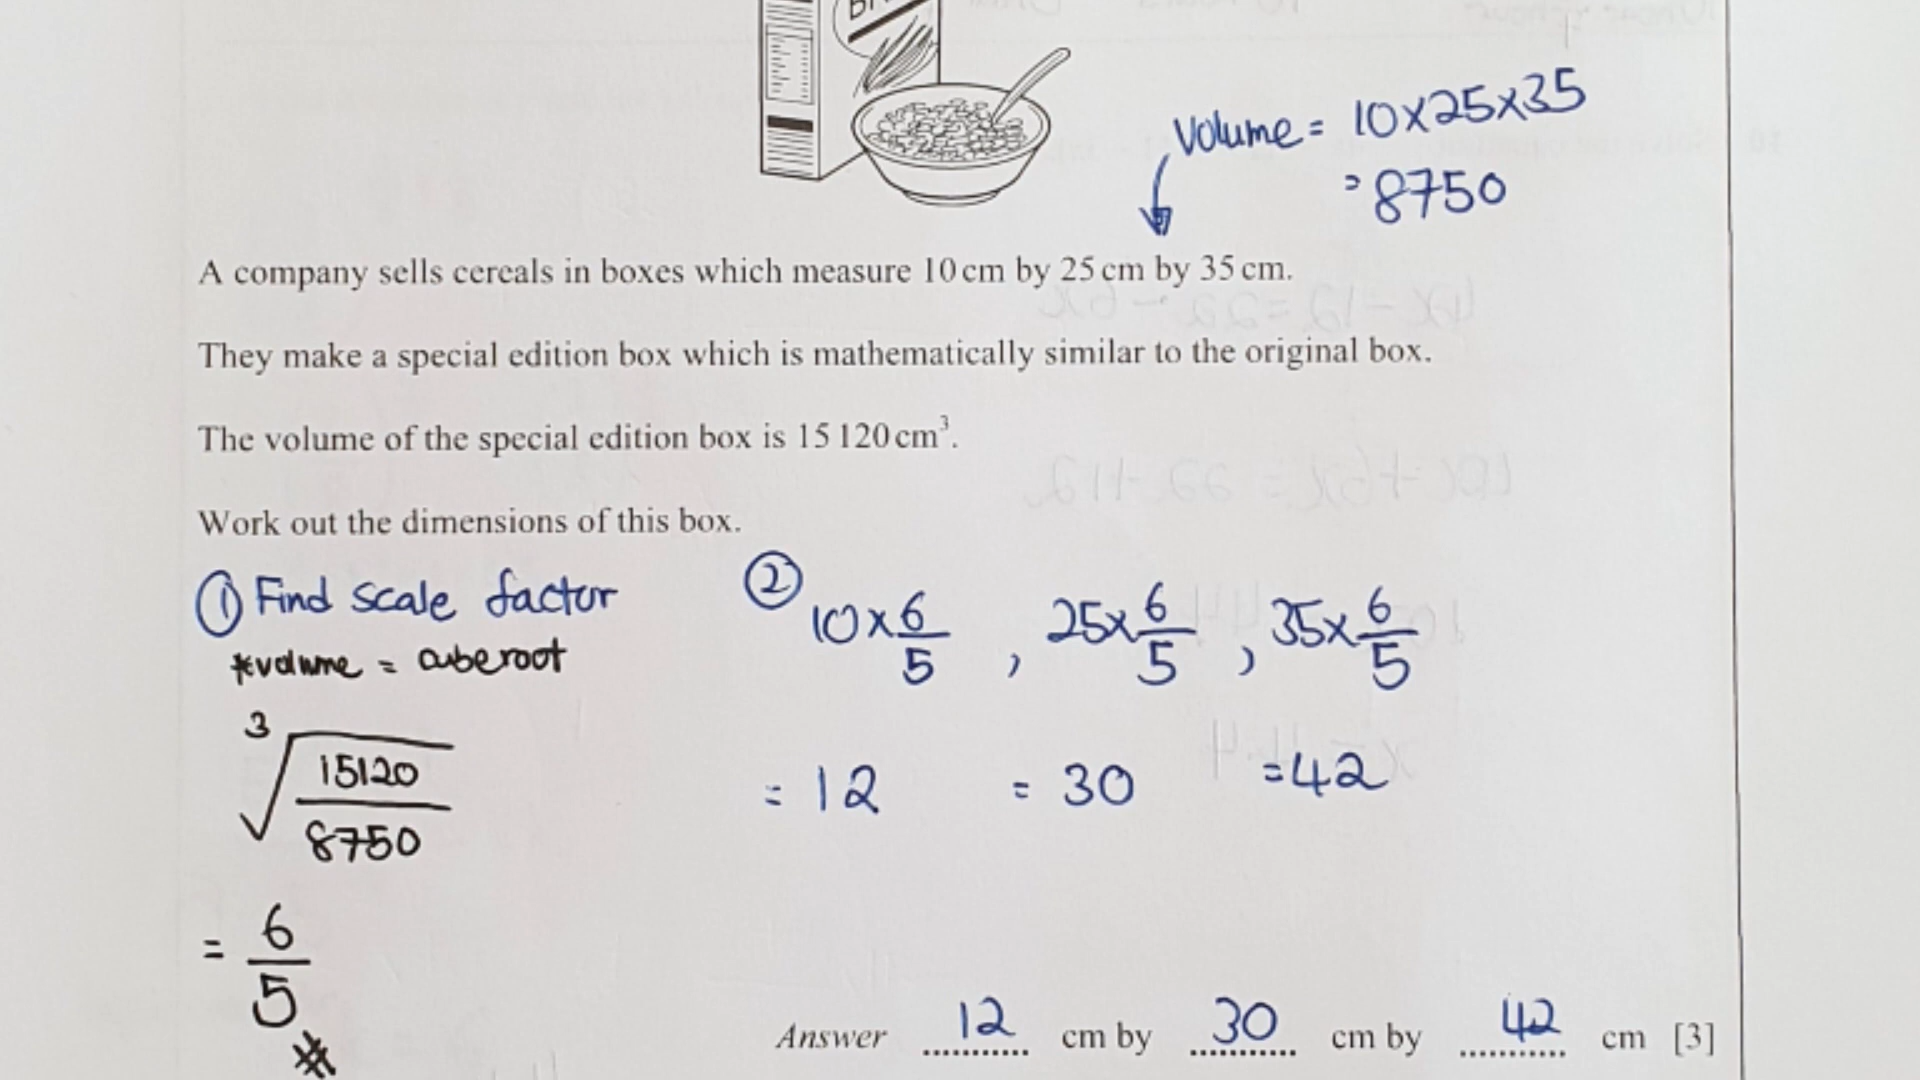 Volume = 10x25x35
= 8750
A company sells cereals in boxes which measure 10 cm by 25 cm by 35 cm.
They make a special edition box which is mathematically similar to the original box.
The volume of the special edition box is 15 120 cm³.
Work out the dimensions of this box.
① Find scale factor
*volume = cuberoot
∛(15120/8750)
= 6/5 #
② 10x6/5 , 25x6/5 , 35x6/5
= 12 = 30 =42
Answer 12 cm by 30 cm by 42 cm [3]